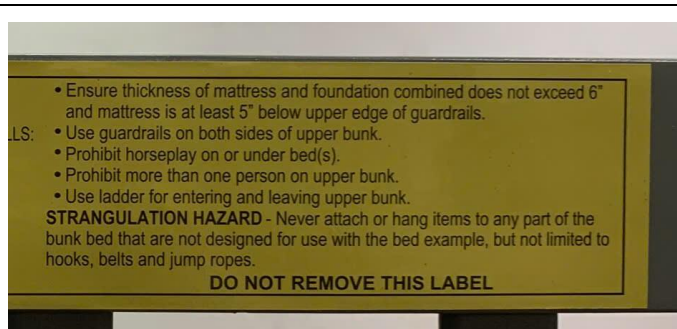 • Ensure thickness of mattress and foundation combined does not exceed 6"
and mattress is at least 5" below upper edge of guardrails.
LLS: • Use guardrails on both sides of upper bunk.
• Prohibit horseplay on or under bed(s).
• Prohibit more than one person on upper bunk.
• Use ladder for entering and leaving upper bunk.
STRANGULATION HAZARD - Never attach or hang items to any part of the
bunk bed that are not designed for use with the bed example, but not limited to
hooks, belts and jump ropes.
DO NOT REMOVE THIS LABEL